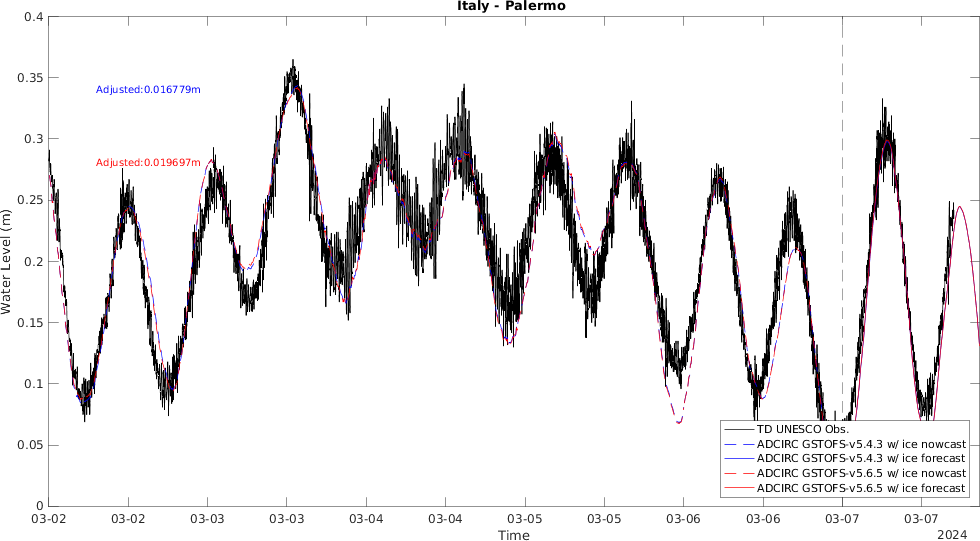 Italy - Palermo
0.4
0.35
0.3
0.25
0.2
0.15
0.1
0.05
0
Water Level (m)
Adjusted:0.016779m
Adjusted:0.019697m
TD UNESCO Obs.
ADCIRC GSTOFS-v5.4.3 w/ ice nowcast
ADCIRC GSTOFS-v5.4.3 w/ ice forecast
ADCIRC GSTOFS-v5.6.5 w/ ice nowcast
ADCIRC GSTOFS-v5.6.5 w/ ice forecast
03-02 03-02 03-03 03-03 03-04 03-04 03-05 03-05 03-06 03-06 03-07 03-07
Time
2024